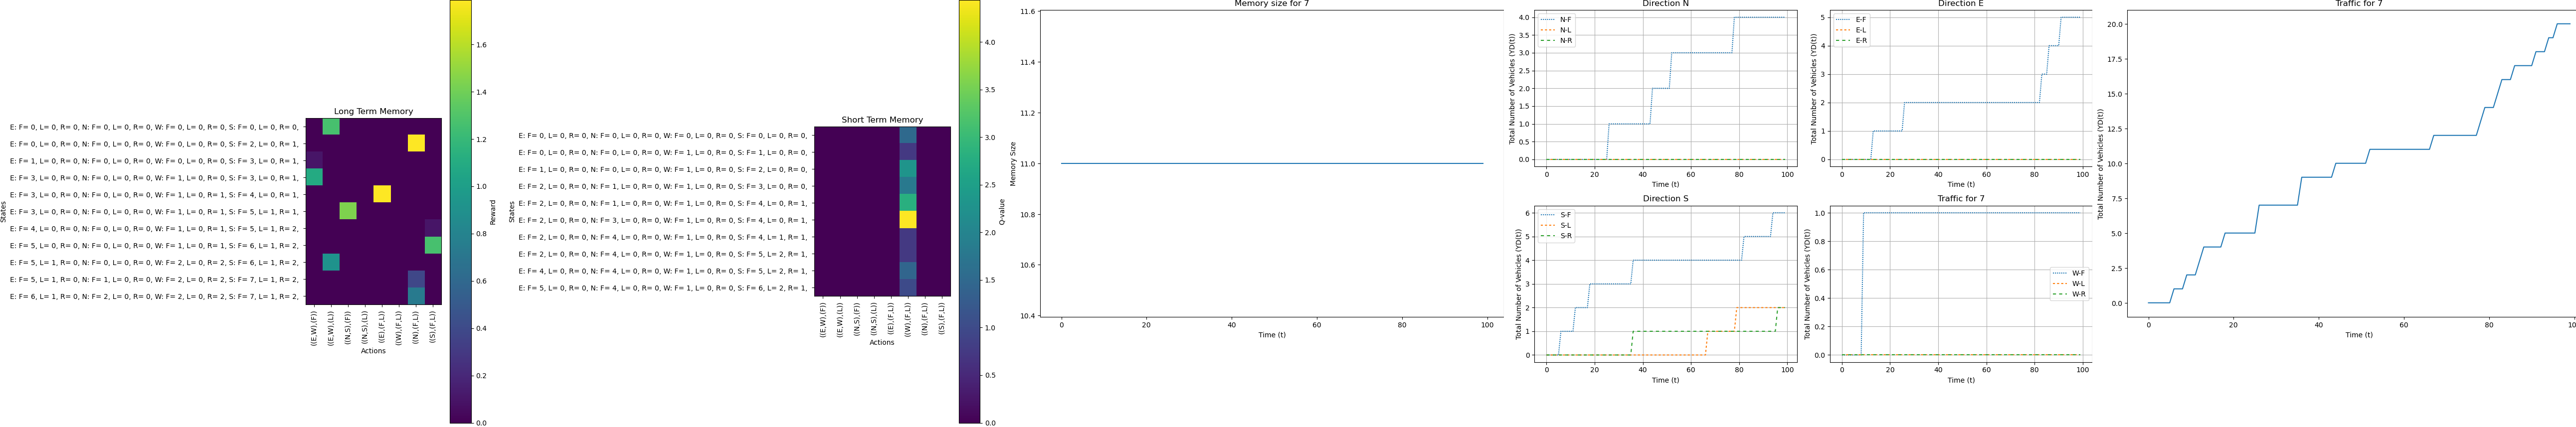 Long Term Memory
E: F= 0, L= 0, R= 0, N: F= 0, L= 0, R= 0, W: F= 0, L= 0, R= 0, S: F= 0, L= 0, R= 0,
E: F= 0, L= 0, R= 0, N: F= 0, L= 0, R= 0, W: F= 0, L= 0, R= 0, S: F= 2, L= 0, R= 1,
E: F= 1, L= 0, R= 0, N: F= 0, L= 0, R= 0, W: F= 0, L= 0, R= 0, S: F= 3, L= 0, R= 1,
E: F= 3, L= 0, R= 0, N: F= 0, L= 0, R= 0, W: F= 1, L= 0, R= 0, S: F= 3, L= 0, R= 1,
E: F= 3, L= 0, R= 0, N: F= 0, L= 0, R= 0, W: F= 1, L= 0, R= 1, S: F= 4, L= 0, R= 1,
E: F= 3, L= 0, R= 0, N: F= 0, L= 0, R= 0, W: F= 1, L= 0, R= 1, S: F= 5, L= 1, R= 1,
E: F= 4, L= 0, R= 0, N: F= 0, L= 0, R= 0, W: F= 1, L= 0, R= 1, S: F= 5, L= 1, R= 2,
E: F= 5, L= 0, R= 0, N: F= 0, L= 0, R= 0, W: F= 1, L= 0, R= 1, S: F= 6, L= 1, R= 2,
E: F= 5, L= 1, R= 0, N: F= 0, L= 0, R= 0, W: F= 2, L= 0, R= 2, S: F= 6, L= 1, R= 2,
E: F= 5, L= 1, R= 0, N: F= 1, L= 0, R= 0, W: F= 2, L= 0, R= 2, S: F= 7, L= 1, R= 2,
E: F= 6, L= 1, R= 0, N: F= 2, L= 0, R= 0, W: F= 2, L= 0, R= 2, S: F= 7, L= 1, R= 2,
States
((E,W),(F))
((E,W),(L))
((N,S),(F))
((N,S),(L))
((E),(F,L))
((W),(F,L))
((N),(F,L))
((S),(F,L))
Actions
1.6
1.4
1.2
1.0
0.8
0.6
0.4
0.2
0.0
Reward
Short Term Memory
E: F= 0, L= 0, R= 0, N: F= 0, L= 0, R= 0, W: F= 0, L= 0, R= 0, S: F= 0, L= 0, R= 0,
E: F= 0, L= 0, R= 0, N: F= 0, L= 0, R= 0, W: F= 1, L= 0, R= 0, S: F= 1, L= 0, R= 0,
E: F= 1, L= 0, R= 0, N: F= 0, L= 0, R= 0, W: F= 1, L= 0, R= 0, S: F= 2, L= 0, R= 0,
E: F= 2, L= 0, R= 0, N: F= 1, L= 0, R= 0, W: F= 1, L= 0, R= 0, S: F= 3, L= 0, R= 0,
E: F= 2, L= 0, R= 0, N: F= 1, L= 0, R= 0, W: F= 1, L= 0, R= 0, S: F= 4, L= 0, R= 1,
E: F= 2, L= 0, R= 0, N: F= 3, L= 0, R= 0, W: F= 1, L= 0, R= 0, S: F= 4, L= 0, R= 1,
E: F= 2, L= 0, R= 0, N: F= 4, L= 0, R= 0, W: F= 1, L= 0, R= 0, S: F= 4, L= 1, R= 1,
E: F= 2, L= 0, R= 0, N: F= 4, L= 0, R= 0, W: F= 1, L= 0, R= 0, S: F= 5, L= 2, R= 1,
E: F= 4, L= 0, R= 0, N: F= 4, L= 0, R= 0, W: F= 1, L= 0, R= 0, S: F= 5, L= 2, R= 1,
E: F= 5, L= 0, R= 0, N: F= 4, L= 0, R= 0, W: F= 1, L= 0, R= 0, S: F= 6, L= 2, R= 1,
States
((E,W),(F))
((E,W),(L))
((N,S),(F))
((N,S),(L))
((E),(F,L))
((W),(F,L))
((N),(F,L))
((S),(F,L))
Actions
4.0
3.5
3.0
2.5
2.0
1.5
1.0
0.5
0.0
Q-value
Memory size for 7
11.6
11.4
11.2
11.0
10.8
10.6
10.4
Memory Size
0 20 40 60 80 100
Time (t)
Direction N
N-F
N-L
N-R
4.0
3.5
3.0
2.5
2.0
1.5
1.0
0.5
0.0
Total Number of Vehicles (YD(t))
0 20 40 60 80 100
Time (t)
Direction E
E-F
E-L
E-R
5
4
3
2
1
0
Total Number of Vehicles (YD(t))
0 20 40 60 80 100
Time (t)
Direction S
S-F
S-L
S-R
6
5
4
3
2
1
0
Total Number of Vehicles (YD(t))
0 20 40 60 80 100
Time (t)
Traffic for 7
W-F
W-L
W-R
1.0
0.8
0.6
0.4
0.2
0.0
Total Number of Vehicles (YD(t))
0 20 40 60 80 100
Time (t)
Traffic for 7
20.0
17.5
15.0
12.5
10.0
7.5
5.0
2.5
0.0
Total Number of Vehicles (YD(t))
0 20 40 60 80
Time (t)